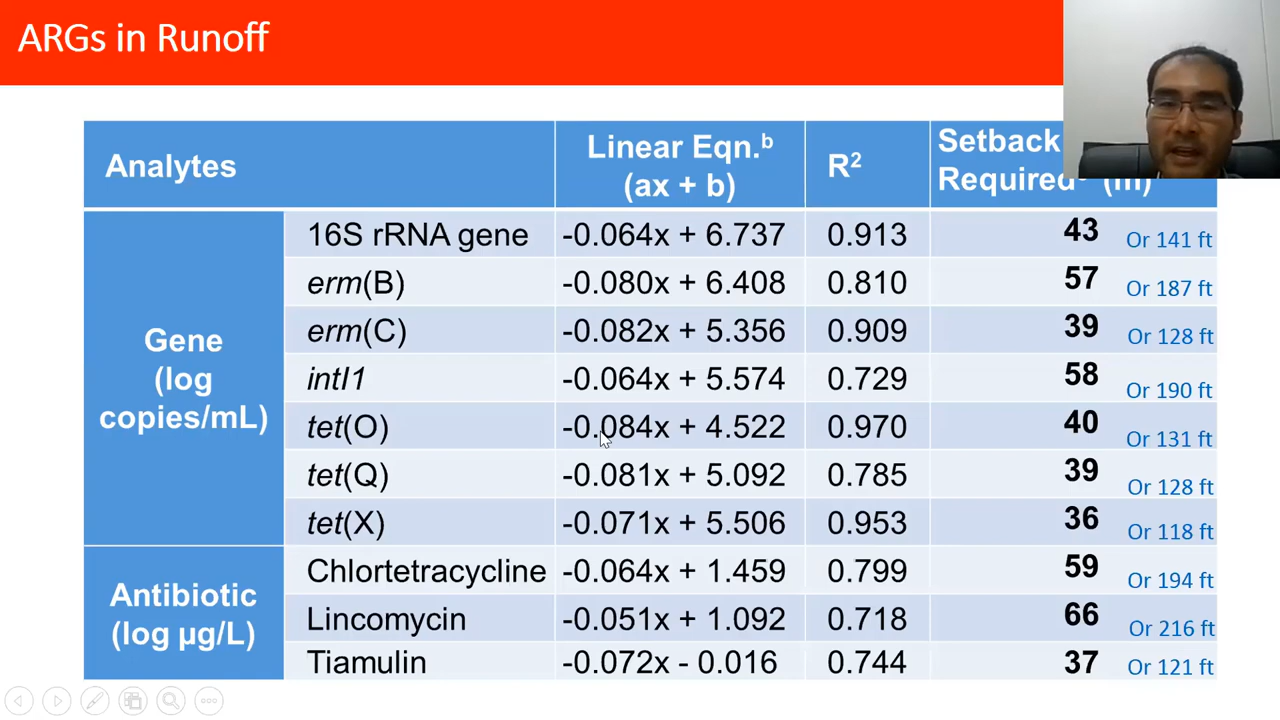 ARGs in Runoff
Analytes
Linear Eqn.b
(ax + b)
R2
Setback
Required (m)
Gene
(log
copies/mL)
16S rRNA gene -0.064x + 6.737 0.913 43 Or 141 ft
erm(B) -0.080x + 6.408 0.810 57 Or 187 ft
erm(C) -0.082x + 5.356 0.909 39 Or 128 ft
intI1 -0.064x + 5.574 0.729 58 Or 190 ft
tet(O) -0.084x + 4.522 0.970 40 Or 131 ft
tet(Q) -0.081x + 5.092 0.785 39 Or 128 ft
tet(X) -0.071x + 5.506 0.953 36 Or 118 ft
Antibiotic
(log µg/L)
Chlortetracycline -0.064x + 1.459 0.799 59 Or 194 ft
Lincomycin -0.051x + 1.092 0.718 66 Or 216 ft
Tiamulin -0.072x - 0.016 0.744 37 Or 121 ft